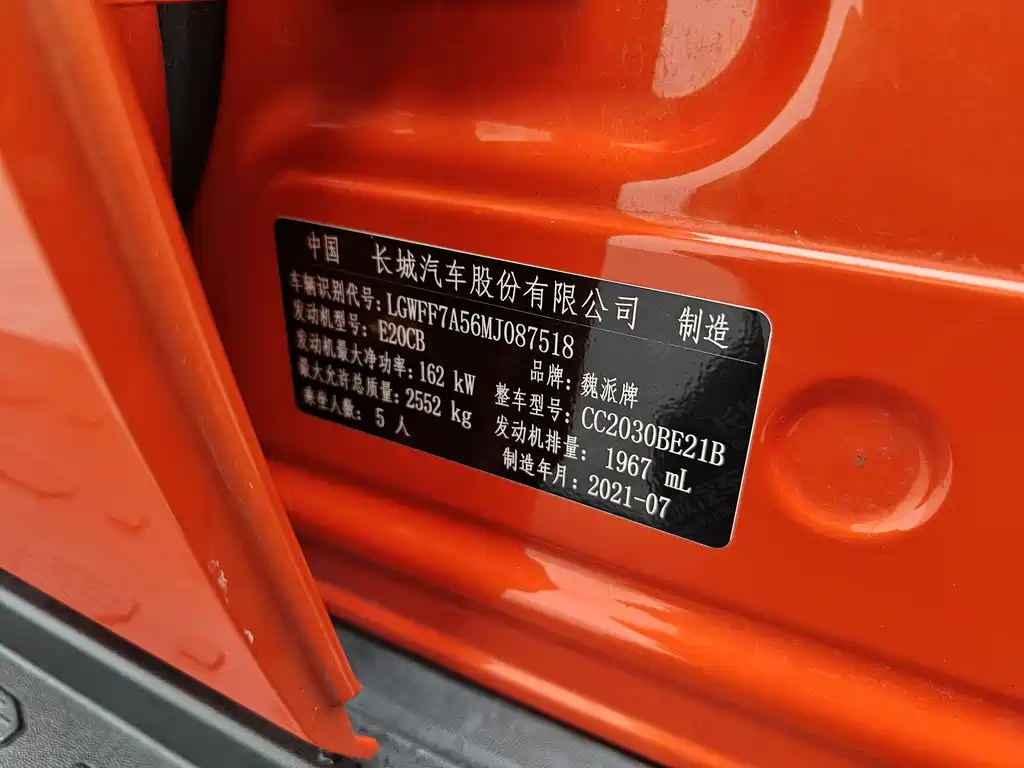 中国 长城汽车股份有限公司 制造
车辆识别代号: LGWFF7A56MJ087518
发动机型号: E20CB 品牌: 魏派牌
发动机最大净功率: 162 kW 整车型号: CC2030BE21B
最大允许总质量: 2552 kg 发动机排量: 1967 mL
乘坐人数: 5 人 制造年月: 2021-07